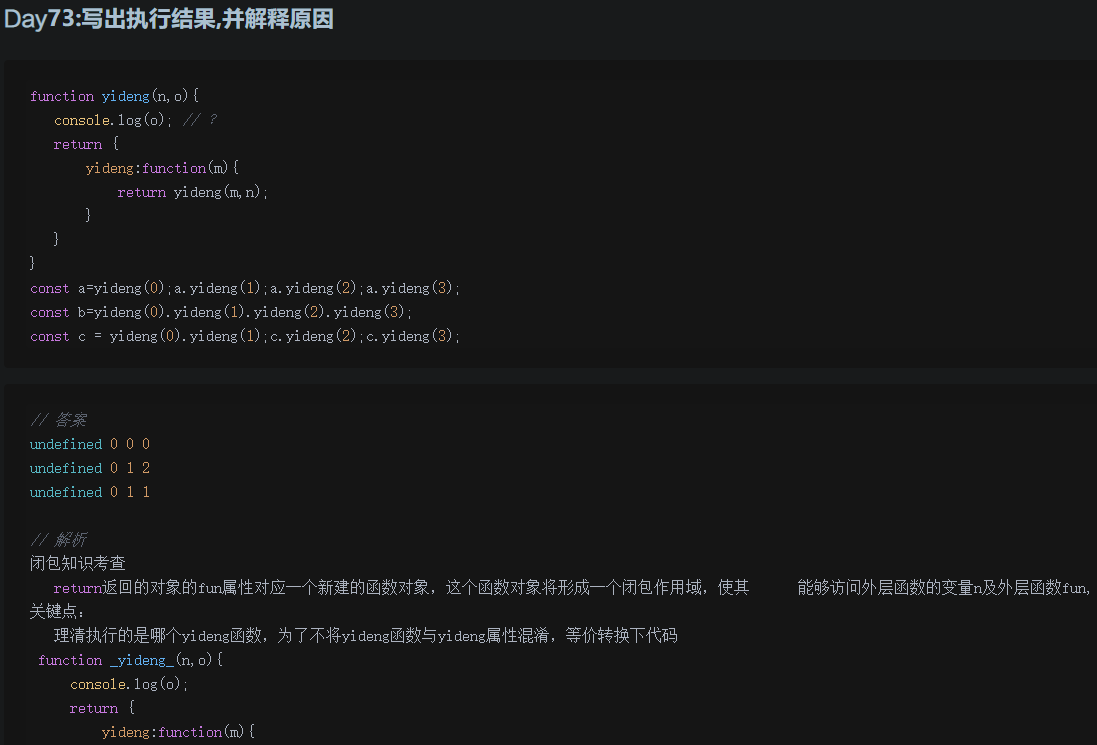 Day73:写出执行结果,并解释原因
function yideng(n,o){
console.log(o); // ?
return {
yideng:function(m){
return yideng(m,n);
}
}
}
const a=yideng(0);a.yideng(1);a.yideng(2);a.yideng(3);
const b=yideng(0).yideng(1).yideng(2).yideng(3);
const c = yideng(0).yideng(1);c.yideng(2);c.yideng(3);
// 答案
undefined 0 0 0
undefined 0 1 2
undefined 0 1 1
// 解析
闭包知识考查
return返回的对象的fun属性对应一个新建的函数对象，这个函数对象将形成一个闭包作用域，使其 能够访问外层函数的变量n及外层函数fun,
关键点：
理清执行的是哪个yideng函数，为了不将yideng函数与yideng属性混淆，等价转换下代码
function _yideng_(n,o){
console.log(o);
return {
yideng:function(m){